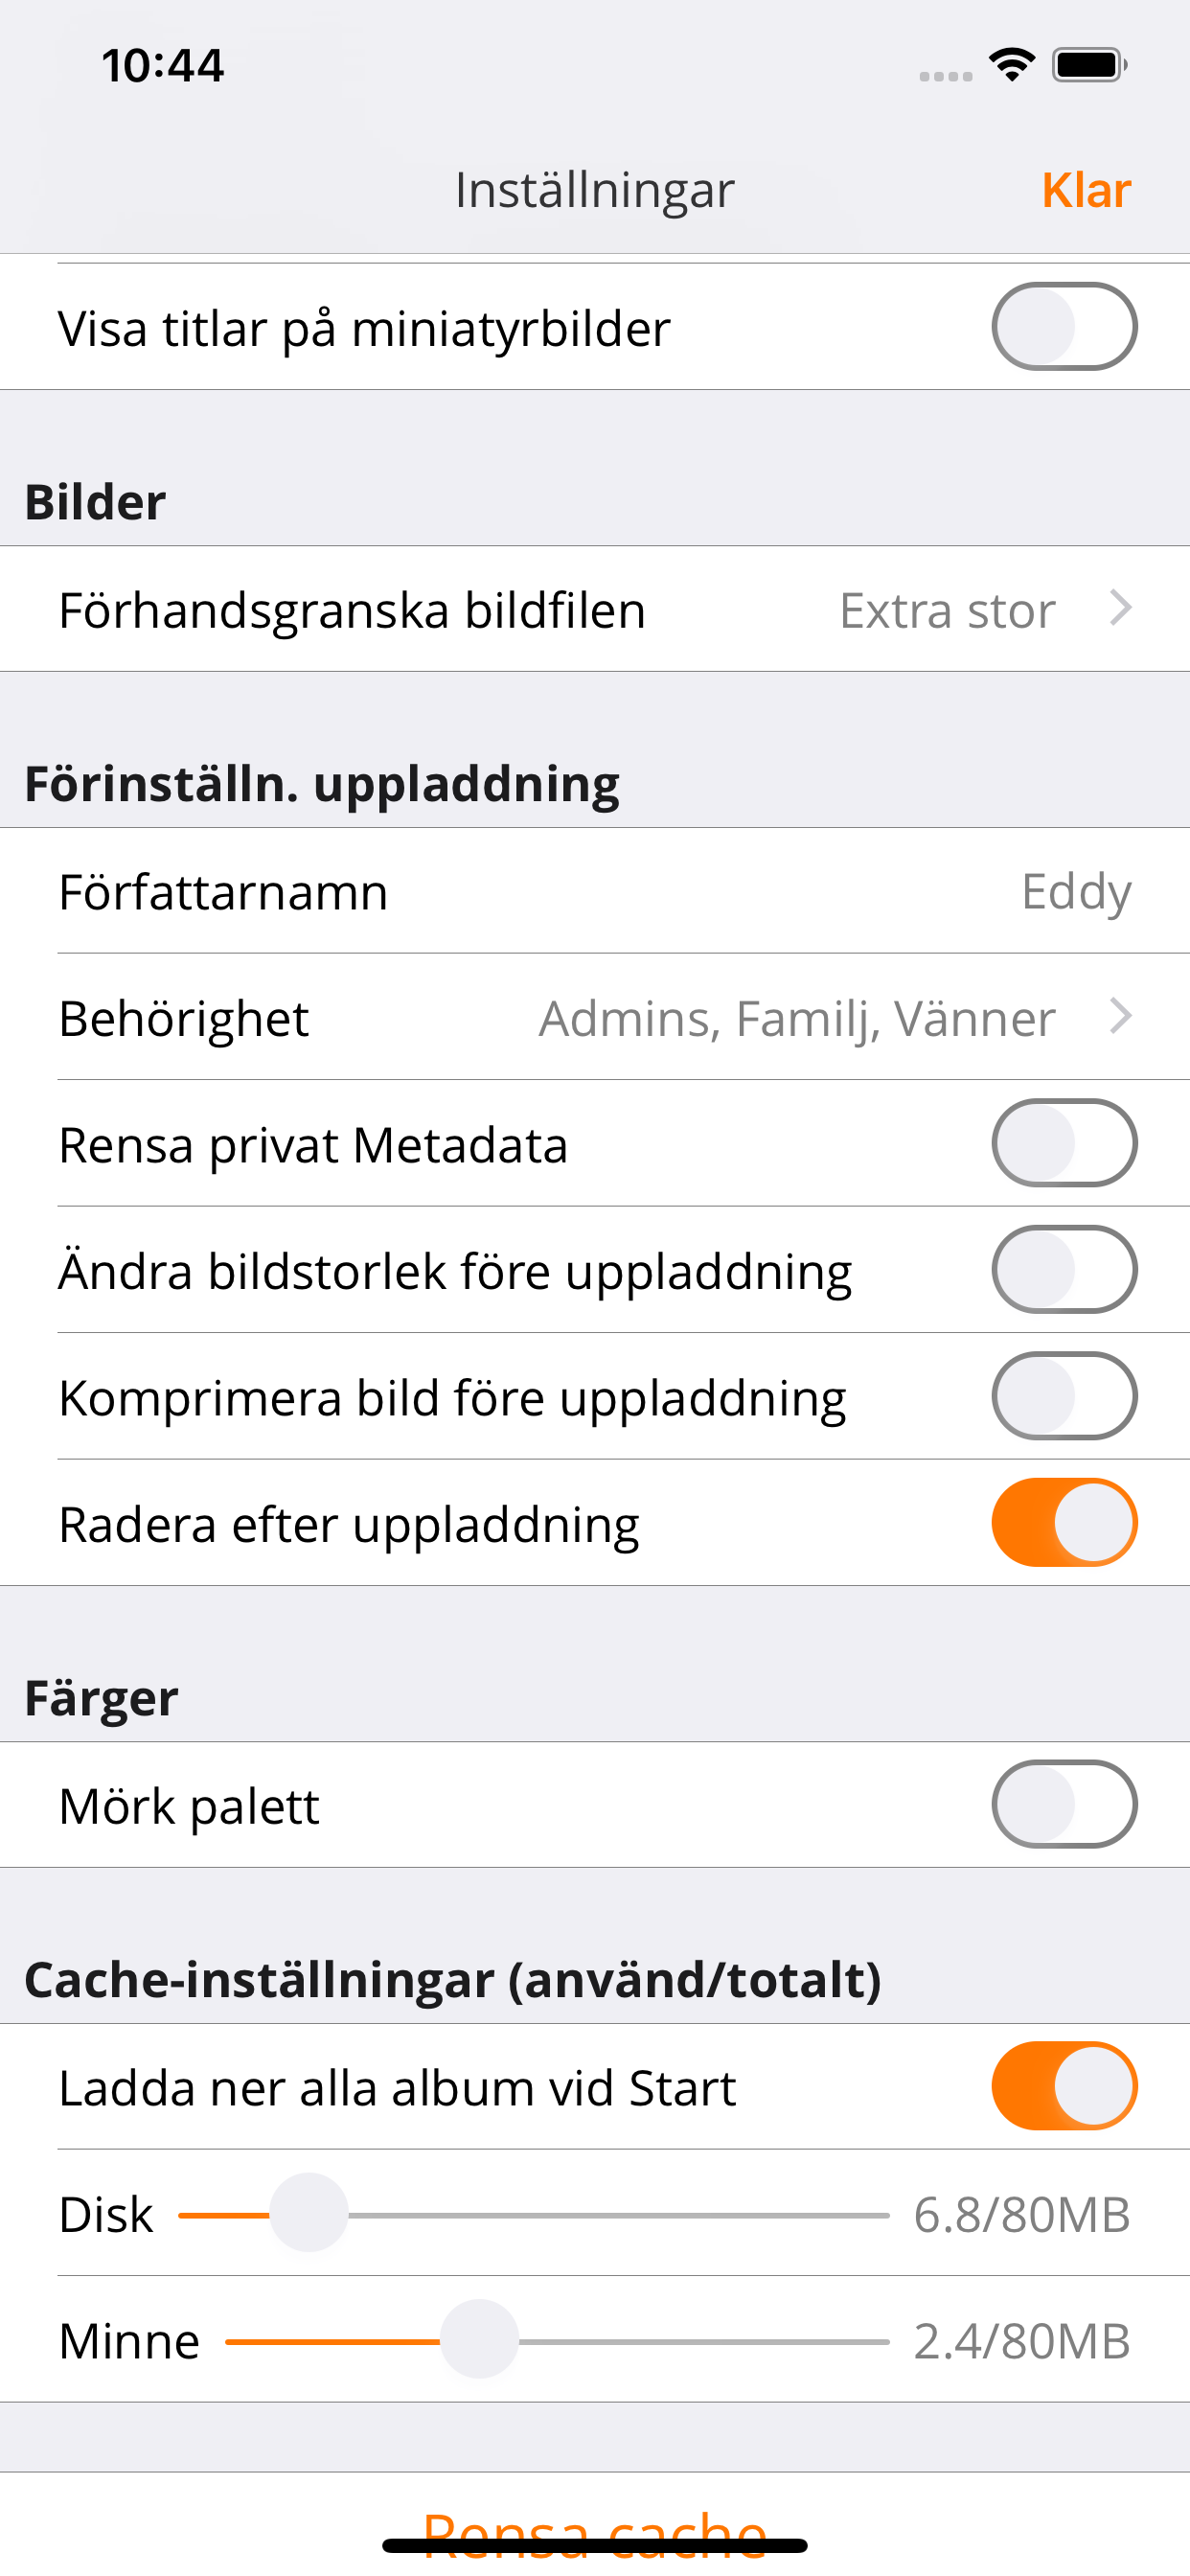 10:44
Inställningar
Klar
Visa titlar på miniatyrbilder
Bilder
Förhandsgranska bildfilen Extra stor
Förinställn. uppladdning
Författarnamn Eddy
Behörighet Admins, Familj, Vänner
Rensa privat Metadata
Ändra bildstorlek före uppladdning
Komprimera bild före uppladdning
Radera efter uppladdning
Färger
Mörk palett
Cache-inställningar (använd/totalt)
Ladda ner alla album vid Start
Disk 6.8/80MB
Minne 2.4/80MB
Rensa cache